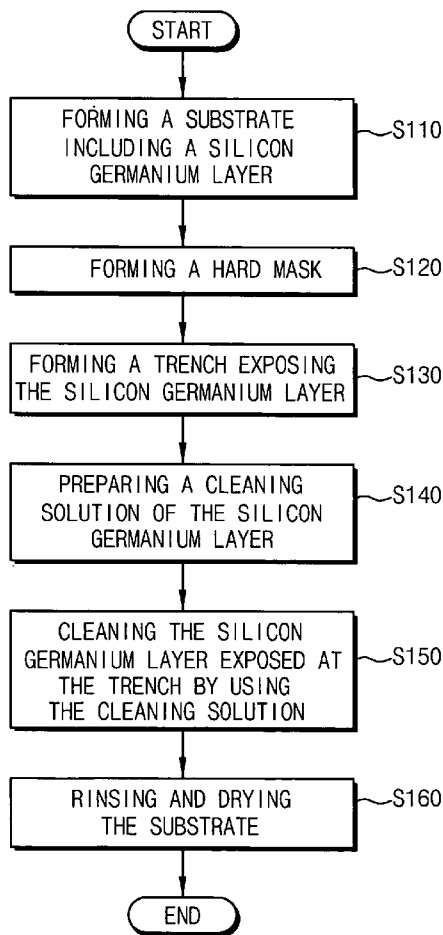 START
FORMING A SUBSTRATE
INCLUDING A SILICON
GERMANIUM LAYER
S110
FORMING A HARD MASK
S120
FORMING A TRENCH EXPOSING
THE SILICON GERMANIUM LAYER
S130
PREPARING A CLEANING
SOLUTION OF THE SILICON
GERMANIUM LAYER
S140
CLEANING THE SILICON
GERMANIUM LAYER EXPOSED AT
THE TRENCH BY USING
THE CLEANING SOLUTION
S150
RINSING AND DRYING
THE SUBSTRATE
S160
END